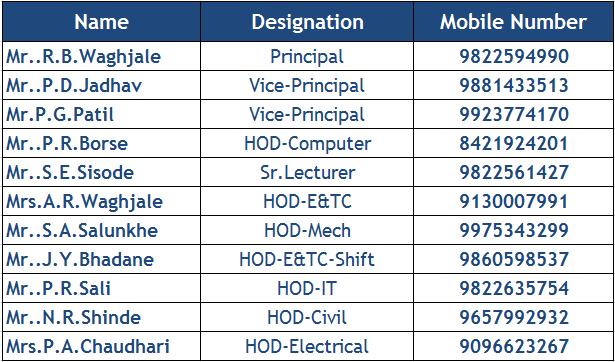 Name Designation Mobile Number
Mr..R.B.Waghjale Principal 9822594990
Mr..P.D.Jadhav Vice-Principal 9881433513
Mr.P.G.Patil Vice-Principal 9923774170
Mr..P.R.Borse HOD-Computer 8421924201
Mr..S.E.Sisode Sr.Lecturer 9822561427
Mrs.A.R.Waghjale HOD-E&TC 9130007991
Mr..S.A.Salunkhe HOD-Mech 9975343299
Mr..J.Y.Bhadane HOD-E&TC-Shift 9860598537
Mr..P.R.Sali HOD-IT 9822635754
Mr..N.R.Shinde HOD-Civil 9657992932
Mrs.P.A.Chaudhari HOD-Electrical 9096623267